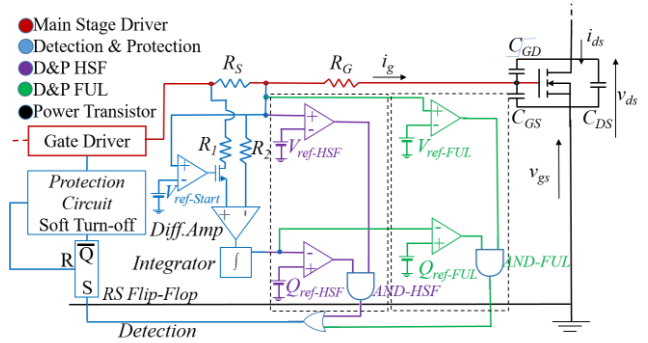 Main Stage Driver
Detection & Protection
D&P HSF
D&P FUL
Power Transistor
R_S
R_G
i_g
C_GD
i_ds
v_ds
C_GS
C_DS
v_gs
Gate Driver
R_1
R_2
+
-
V_ref-HSF
+
-
V_ref-FUL
Protection
Circuit
Soft Turn-off
+
-
V_ref-Start
+ -
Diff.Amp
Integrator
∫
-
+
Q_ref-HSF
-
+
Q_ref-FUL
AND-HSF
AND-FUL
R
Q̅
S
RS Flip-Flop
Detection